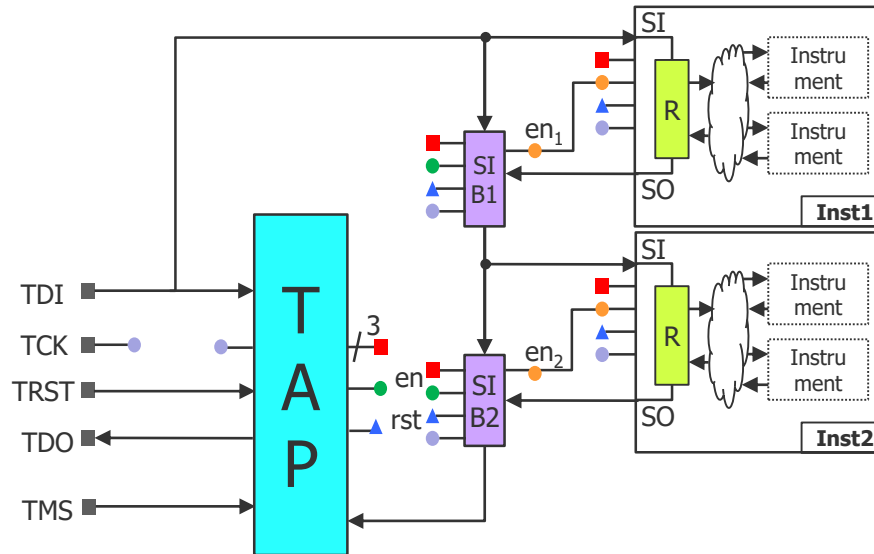 SI
Instru
ment
R
Instru
ment
en1
SI
B1
SO
Inst1
SI
Instru
ment
R
Instru
ment
TDI
T
A
P
3
TCK
TRST
TDO
TMS
en
rst
en2
SI
B2
SO
Inst2